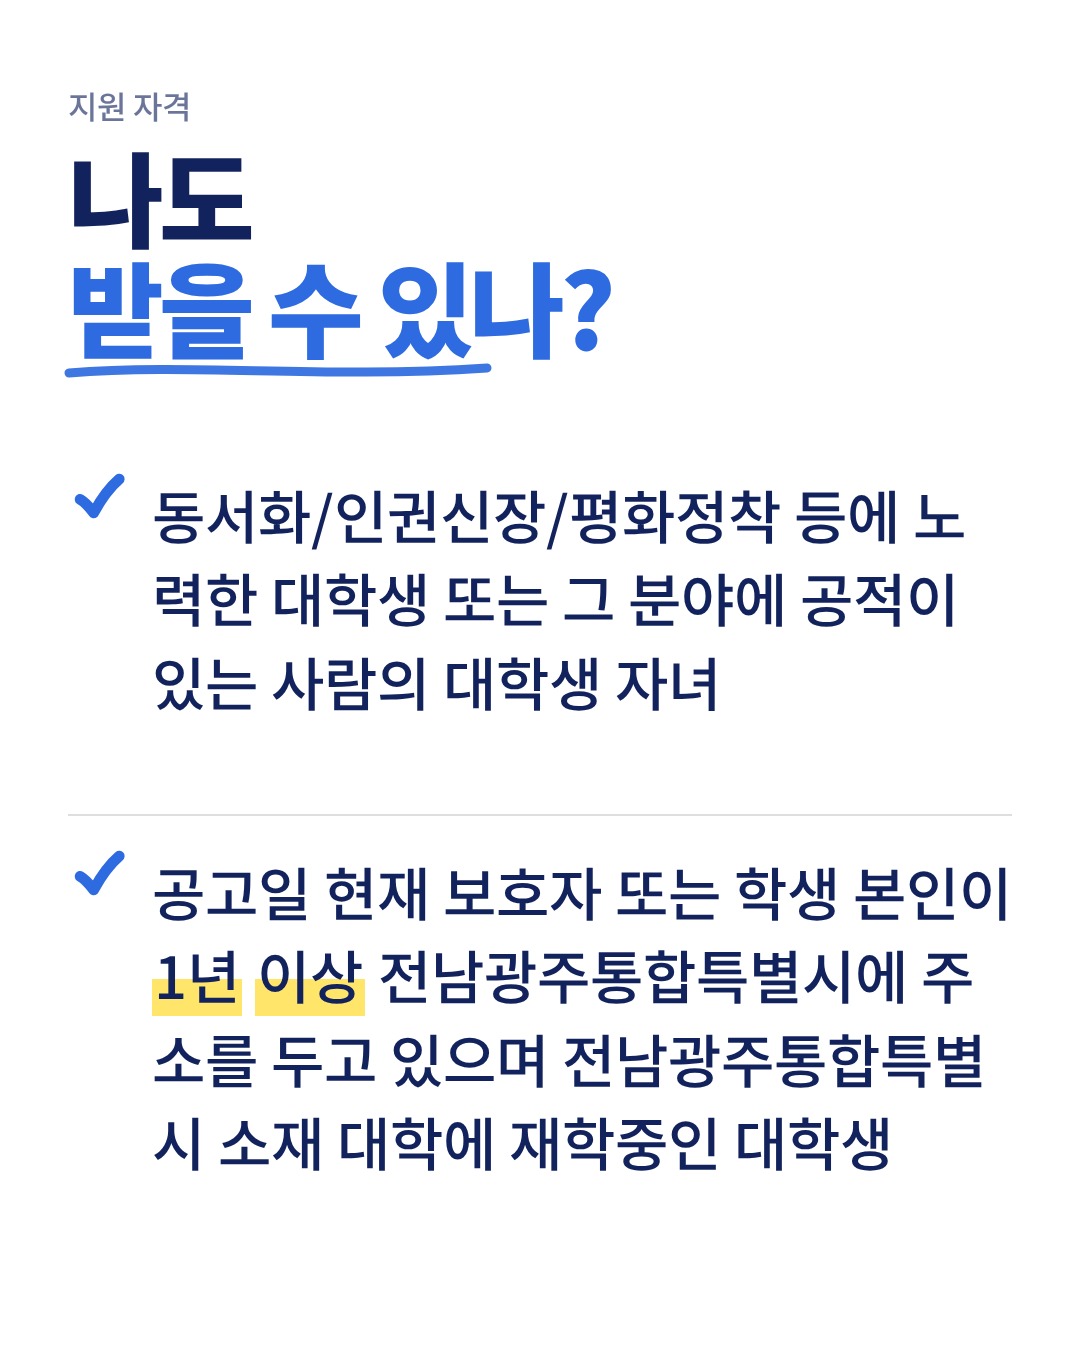 지원 자격
나도
받을 수 있나?
동서화/인권신장/평화정착 등에 노
력한 대학생 또는 그 분야에 공적이
있는 사람의 대학생 자녀
공고일 현재 보호자 또는 학생 본인이
1년 이상 전남광주통합특별시에 주
소를 두고 있으며 전남광주통합특별
시 소재 대학에 재학중인 대학생